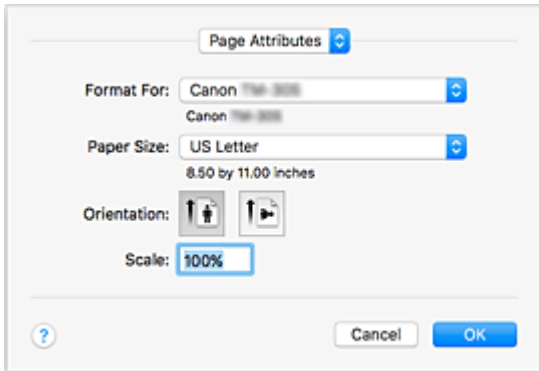 Page Attributes
Format For: Canon
Canon
Paper Size: US Letter
8.50 by 11.00 inches
Orientation:
Scale: 100%
? Cancel OK